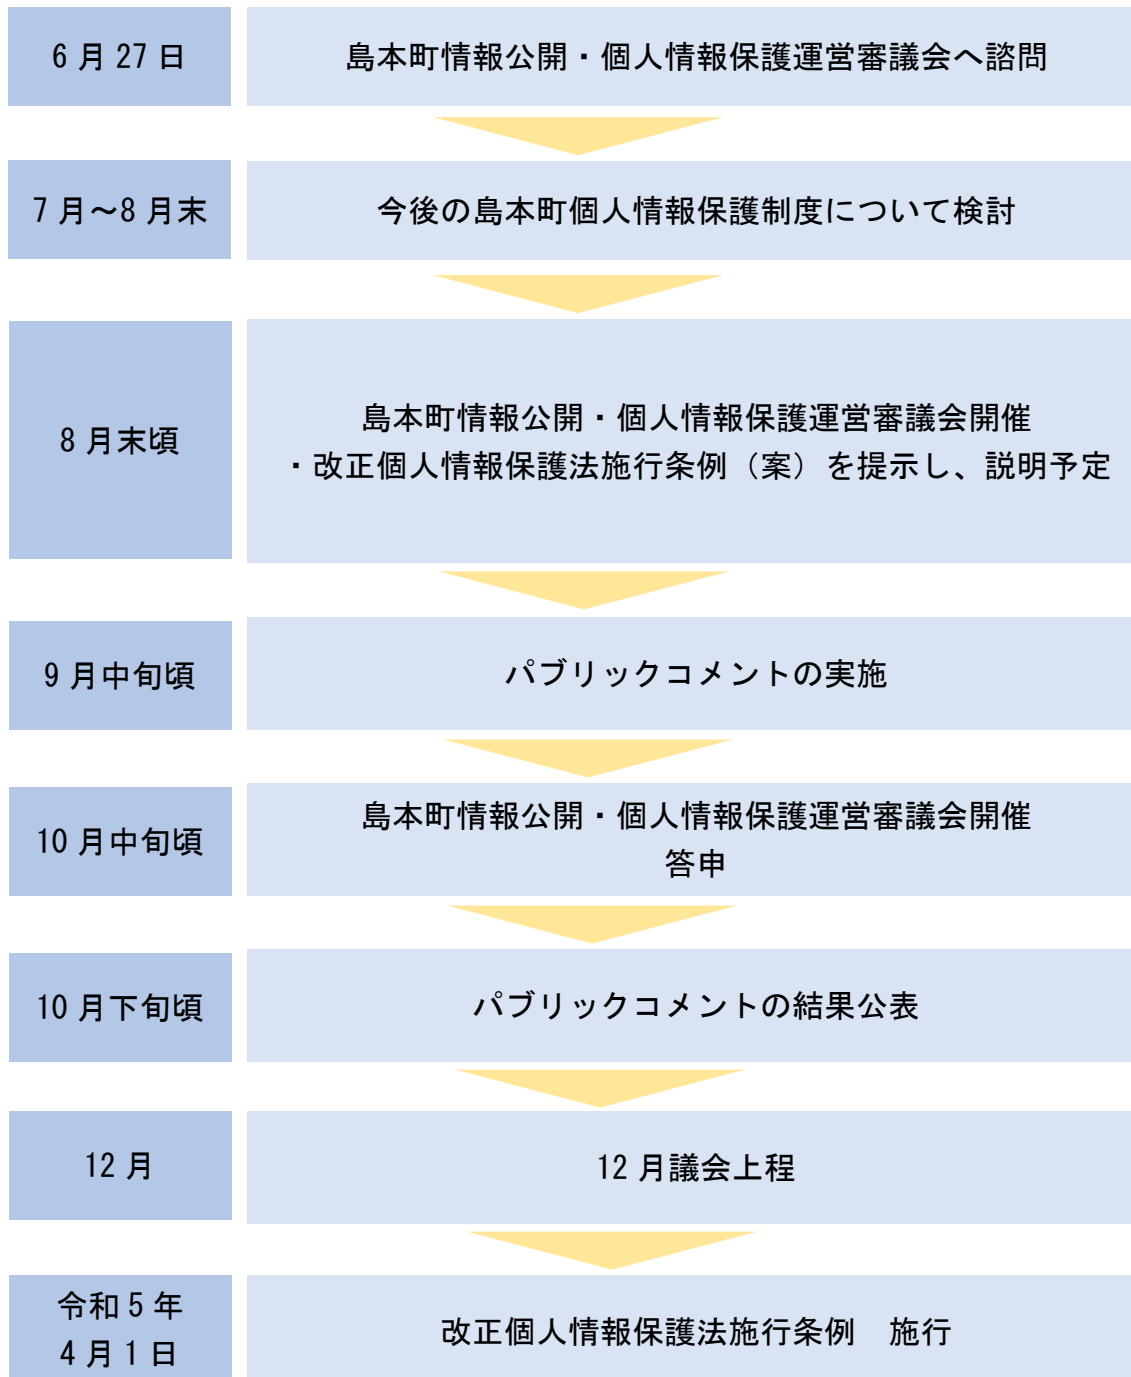 6月27日
島本町情報公開・個人情報保護運営審議会へ諮問
7月～8月末
今後の島本町個人情報保護制度について検討
8月末頃
島本町情報公開・個人情報保護運営審議会開催
・改正個人情報保護法施行条例（案）を提示し、説明予定
9月中旬頃
パブリックコメントの実施
10月中旬頃
島本町情報公開・個人情報保護運営審議会開催
答申
10月下旬頃
パブリックコメントの結果公表
12月
12月議会上程
令和5年
4月1日
改正個人情報保護法施行条例　施行